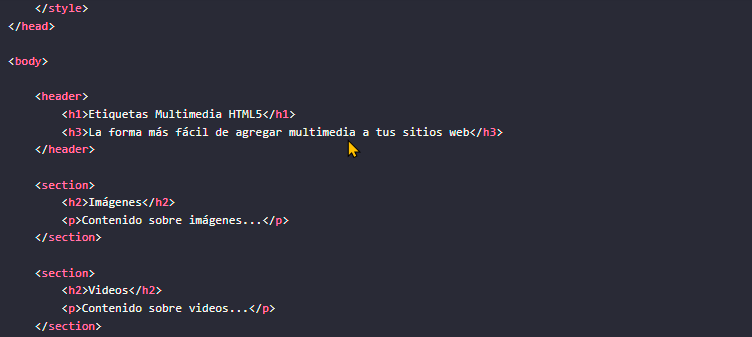 </style>
</head>
<body>
<header>
<h1>Etiquetas Multimedia HTML5</h1>
<h3>La forma más fácil de agregar multimedia a tus sitios web</h3>
</header>
<section>
<h2>Imágenes</h2>
<p>Contenido sobre imágenes...</p>
</section>
<section>
<h2>Videos</h2>
<p>Contenido sobre videos...</p>
</section>